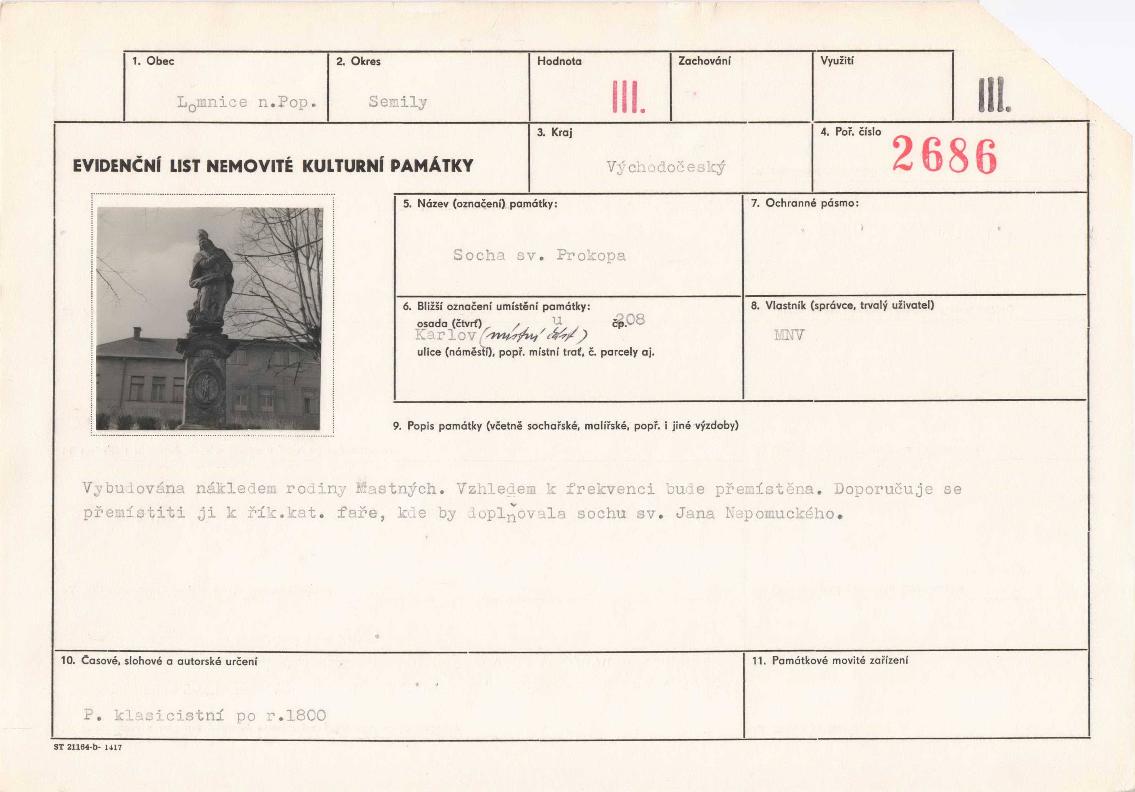 1. Obec
2. Okres
Hodnota
Zachování
Využití
Lomnice n.Pop.
Semily
III.
III.
EVIDENČNÍ LIST NEMOVITÉ KULTURNÍ PAMÁTKY
3. Kraj
Východočeský
4. Poř. číslo
2686
5. Název (označení) památky:
Socha sv. Prokopa
7. Ochranné pásmo:
6. Bližší označení umístění památky:
osada (čtvrť) u čp.208
Karlov (místní část)
ulice (náměstí), popř. místní trať, č. parcely aj.
8. Vlastník (správce, trvalý uživatel)
MNV
9. Popis památky (včetně sochařské, malířské, popř. i jiné výzdoby)
Vybudována nákledem rodiny Mastných. Vzhledem k frekvenci bude přemístěna. Doporučuje se
přemístiti ji k řík.kat. faře, kde by doplňovala sochu sv. Jana Nepomuckého.
10. Časové, slohové a autorské určení
P. klasicistní po r.1800
11. Památkové movité zařízení
ST 21164-b- 1417